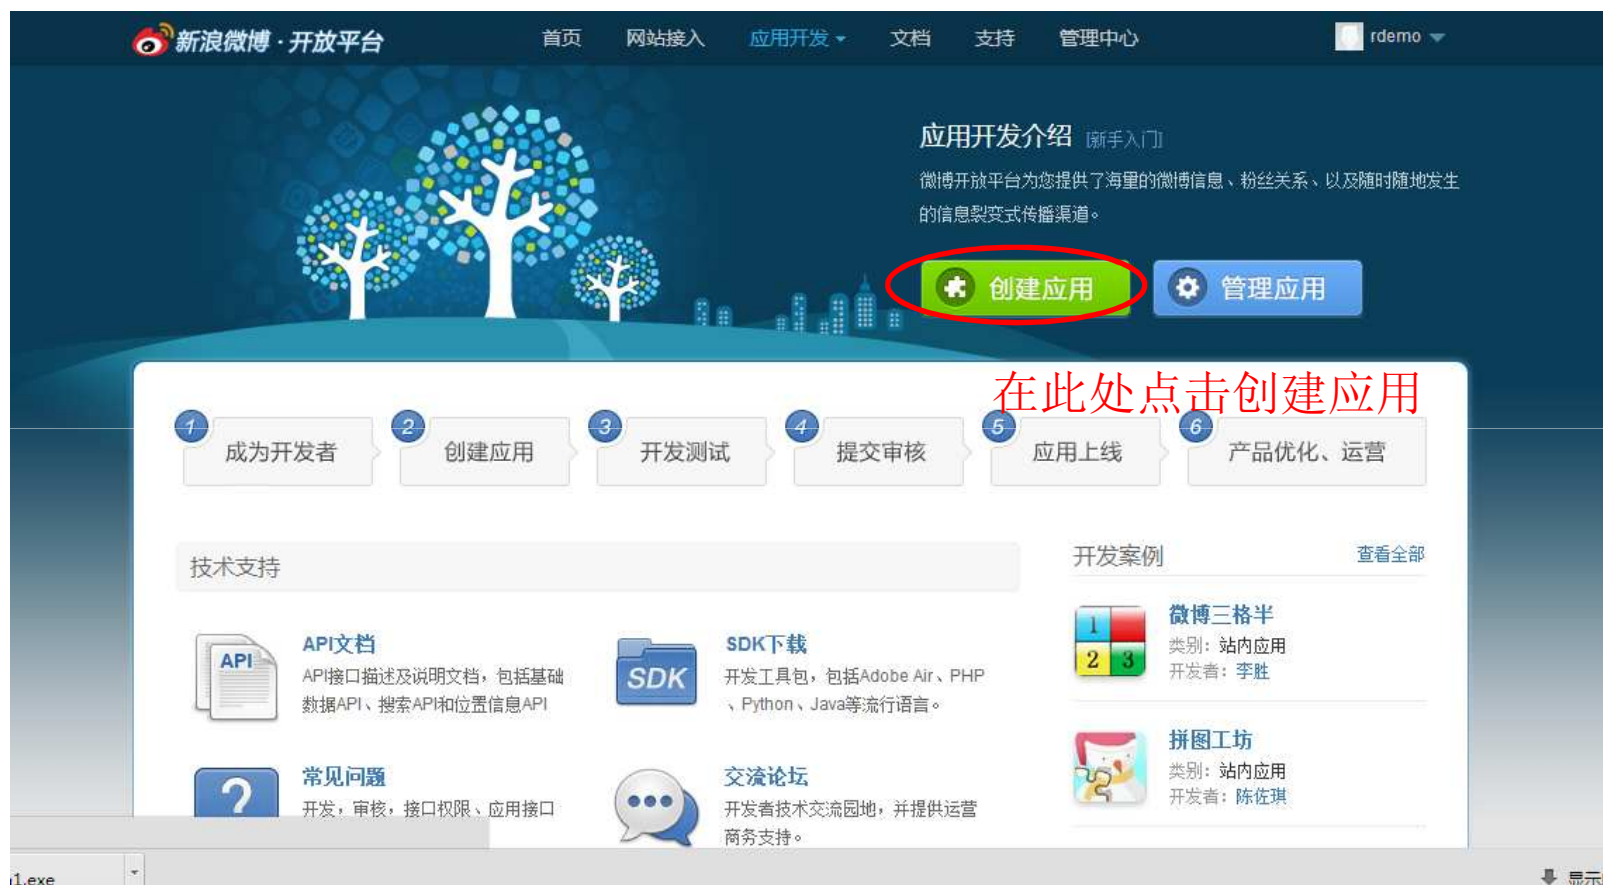 新浪微博·开放平台
首页 网站接入 应用开发 文档 支持 管理中心
rdemo
应用开发介绍 [新手入门]
微博开放平台为您提供了海量的微博信息、粉丝关系、以及随时随地发生
的信息裂变式传播渠道。
创建应用 管理应用
在此处点击创建应用
1 成为开发者
2 创建应用
3 开发测试
4 提交审核
5 应用上线
6 产品优化、运营
技术支持
API
API文档
API接口描述及说明文档，包括基础
数据API、搜索API和位置信息API
SDK
SDK下载
开发工具包，包括Adobe Air、PHP
、Python、Java等流行语言。
?
常见问题
开发，审核，接口权限、应用接口
交流论坛
开发者技术交流园地，并提供运营
商务支持。
开发案例 查看全部
1
2 3
微博三格半
类别：站内应用
开发者：李胜
拼图工坊
类别：站内应用
开发者：陈佐琪
1.exe
显示